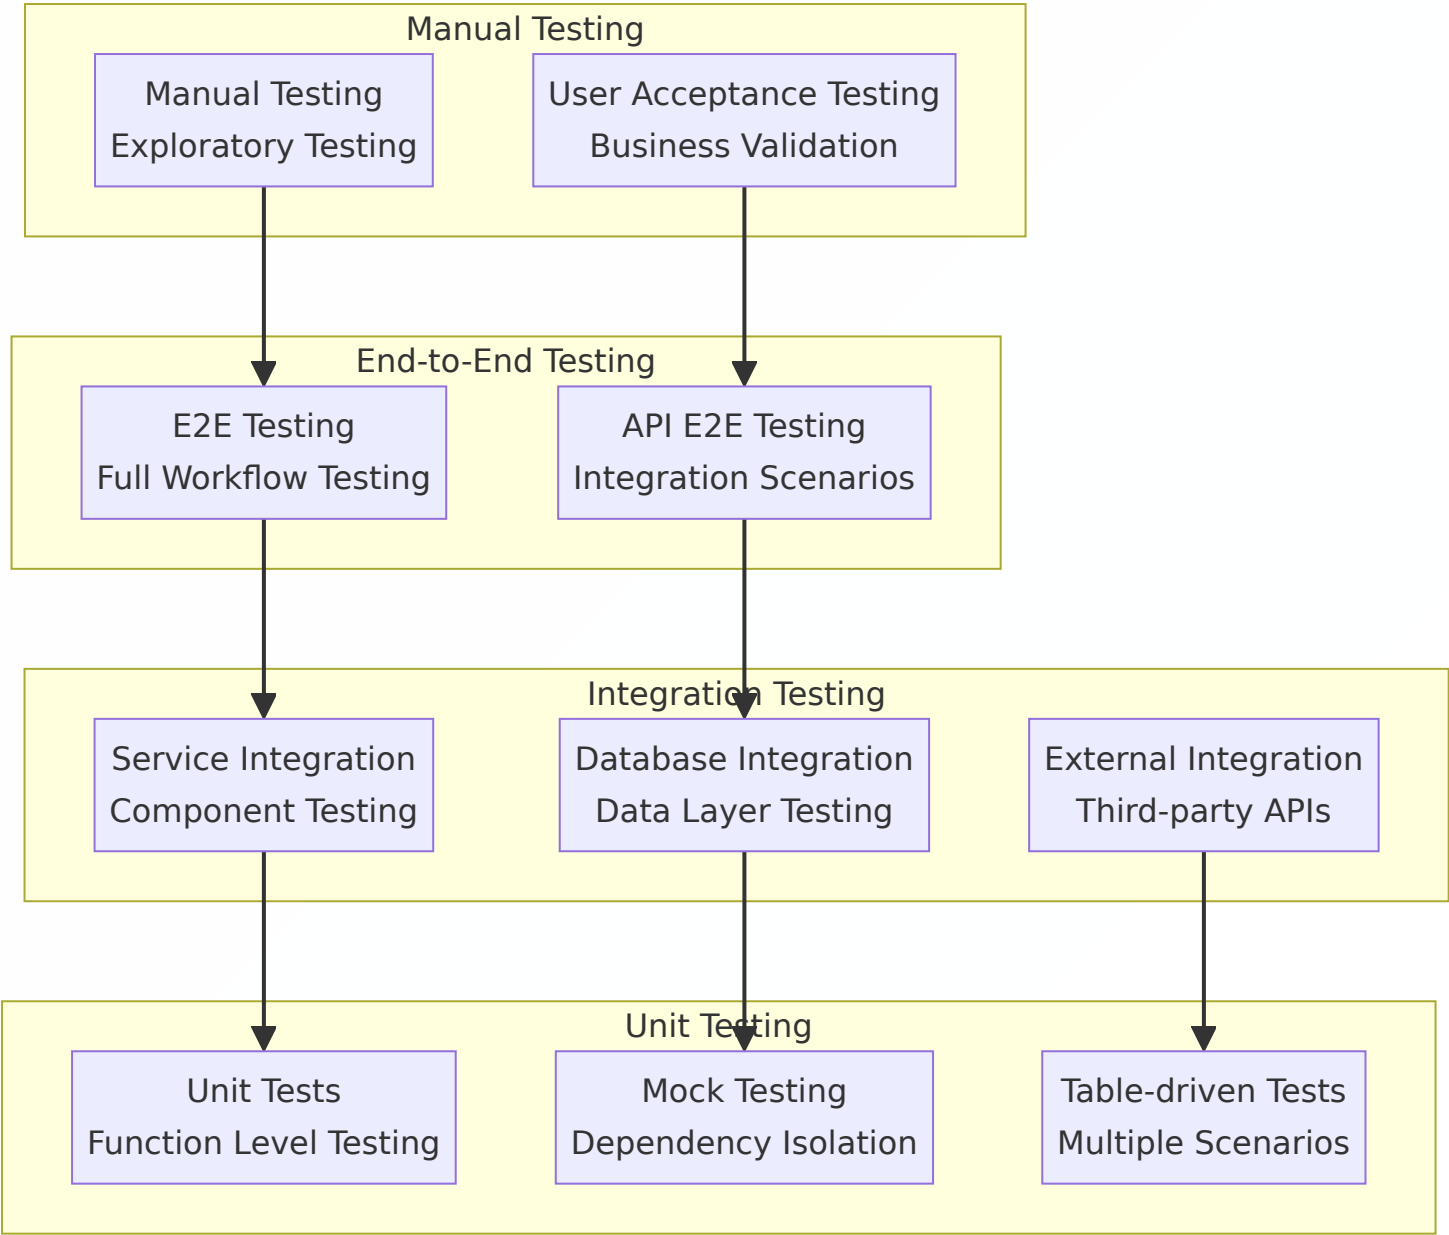 Manual Testing
Manual Testing
Exploratory Testing
User Acceptance Testing
Business Validation
End-to-End Testing
E2E Testing
Full Workflow Testing
API E2E Testing
Integration Scenarios
Integration Testing
Service Integration
Component Testing
Database Integration
Data Layer Testing
External Integration
Third-party APIs
Unit Testing
Unit Tests
Function Level Testing
Mock Testing
Dependency Isolation
Table-driven Tests
Multiple Scenarios